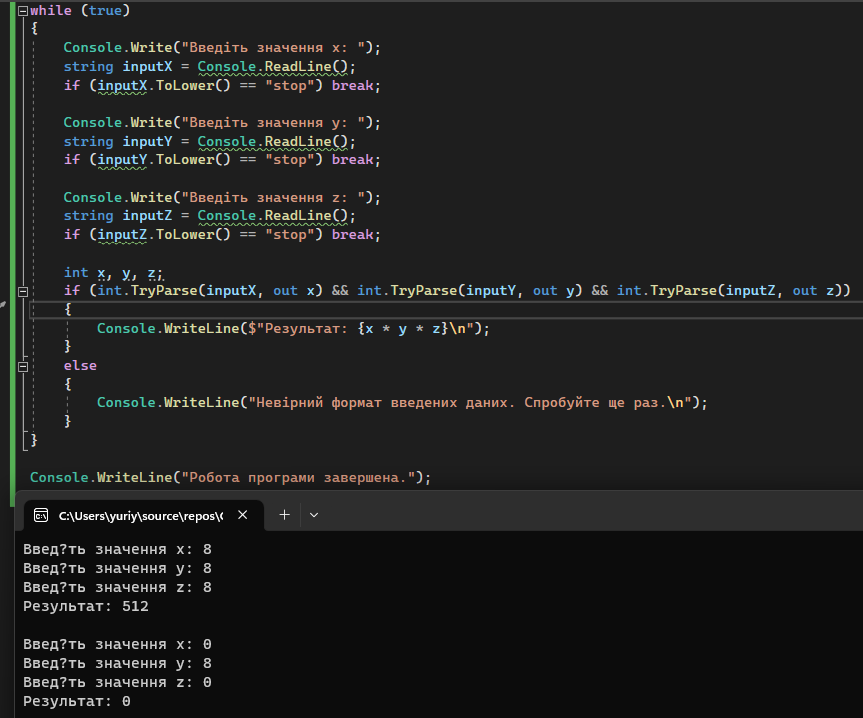 while (true)
{
Console.Write("Введіть значення x: ");
string inputX = Console.ReadLine();
if (inputX.ToLower() == "stop") break;
Console.Write("Введіть значення y: ");
string inputY = Console.ReadLine();
if (inputY.ToLower() == "stop") break;
Console.Write("Введіть значення z: ");
string inputZ = Console.ReadLine();
if (inputZ.ToLower() == "stop") break;
int x, y, z;
if (int.TryParse(inputX, out x) && int.TryParse(inputY, out y) && int.TryParse(inputZ, out z))
{
Console.WriteLine($"Результат: {x * y * z}\n");
}
else
{
Console.WriteLine("Невірний формат введених даних. Спробуйте ще раз.\n");
}
}
Console.WriteLine("Робота програми завершена.");
C:\Users\yuriy\source\repos\
Введ?ть значення x: 8
Введ?ть значення y: 8
Введ?ть значення z: 8
Результат: 512
Введ?ть значення x: 0
Введ?ть значення y: 8
Введ?ть значення z: 0
Результат: 0